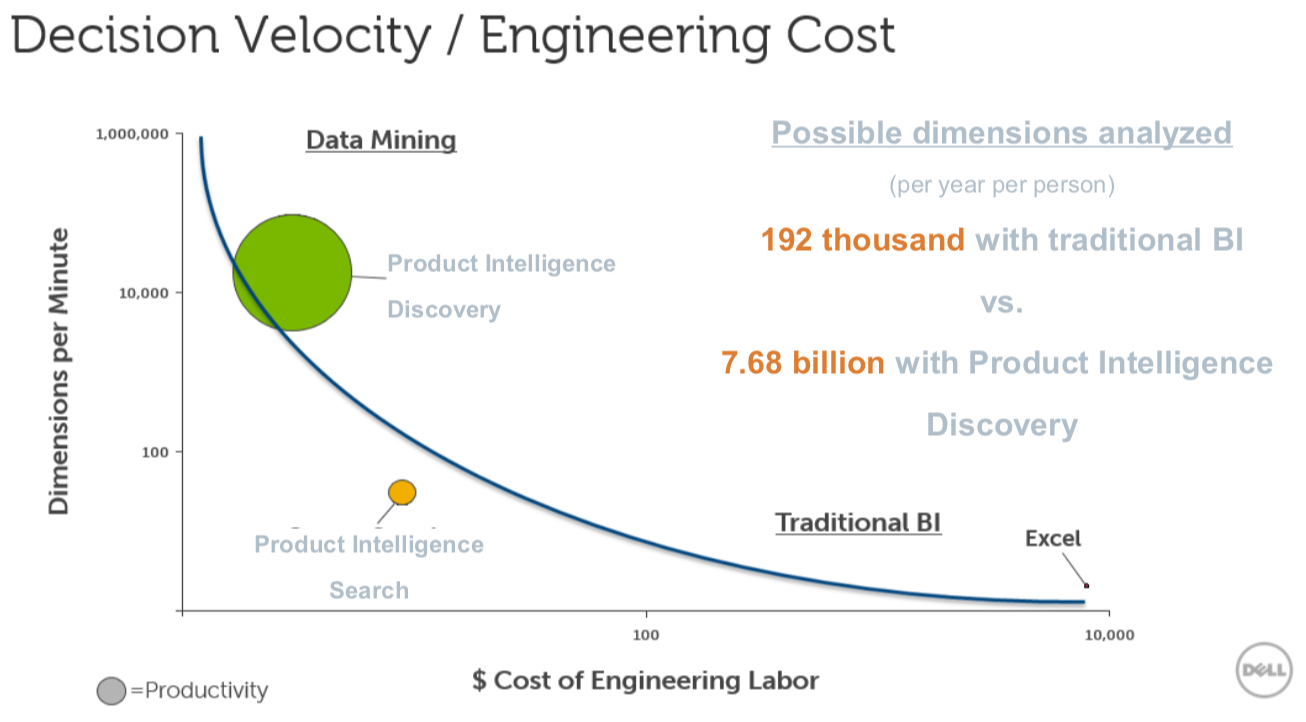 Decision Velocity / Engineering Cost
1,000,000
Data Mining
Possible dimensions analyzed
(per year per person)
192 thousand with traditional BI
vs.
7.68 billion with Product Intelligence
Discovery
Dimensions per Minute
Product Intelligence
Discovery
10,000
100
Product Intelligence
Search
Traditional BI
Excel
100
10,000
$ Cost of Engineering Labor
=Productivity
DELL